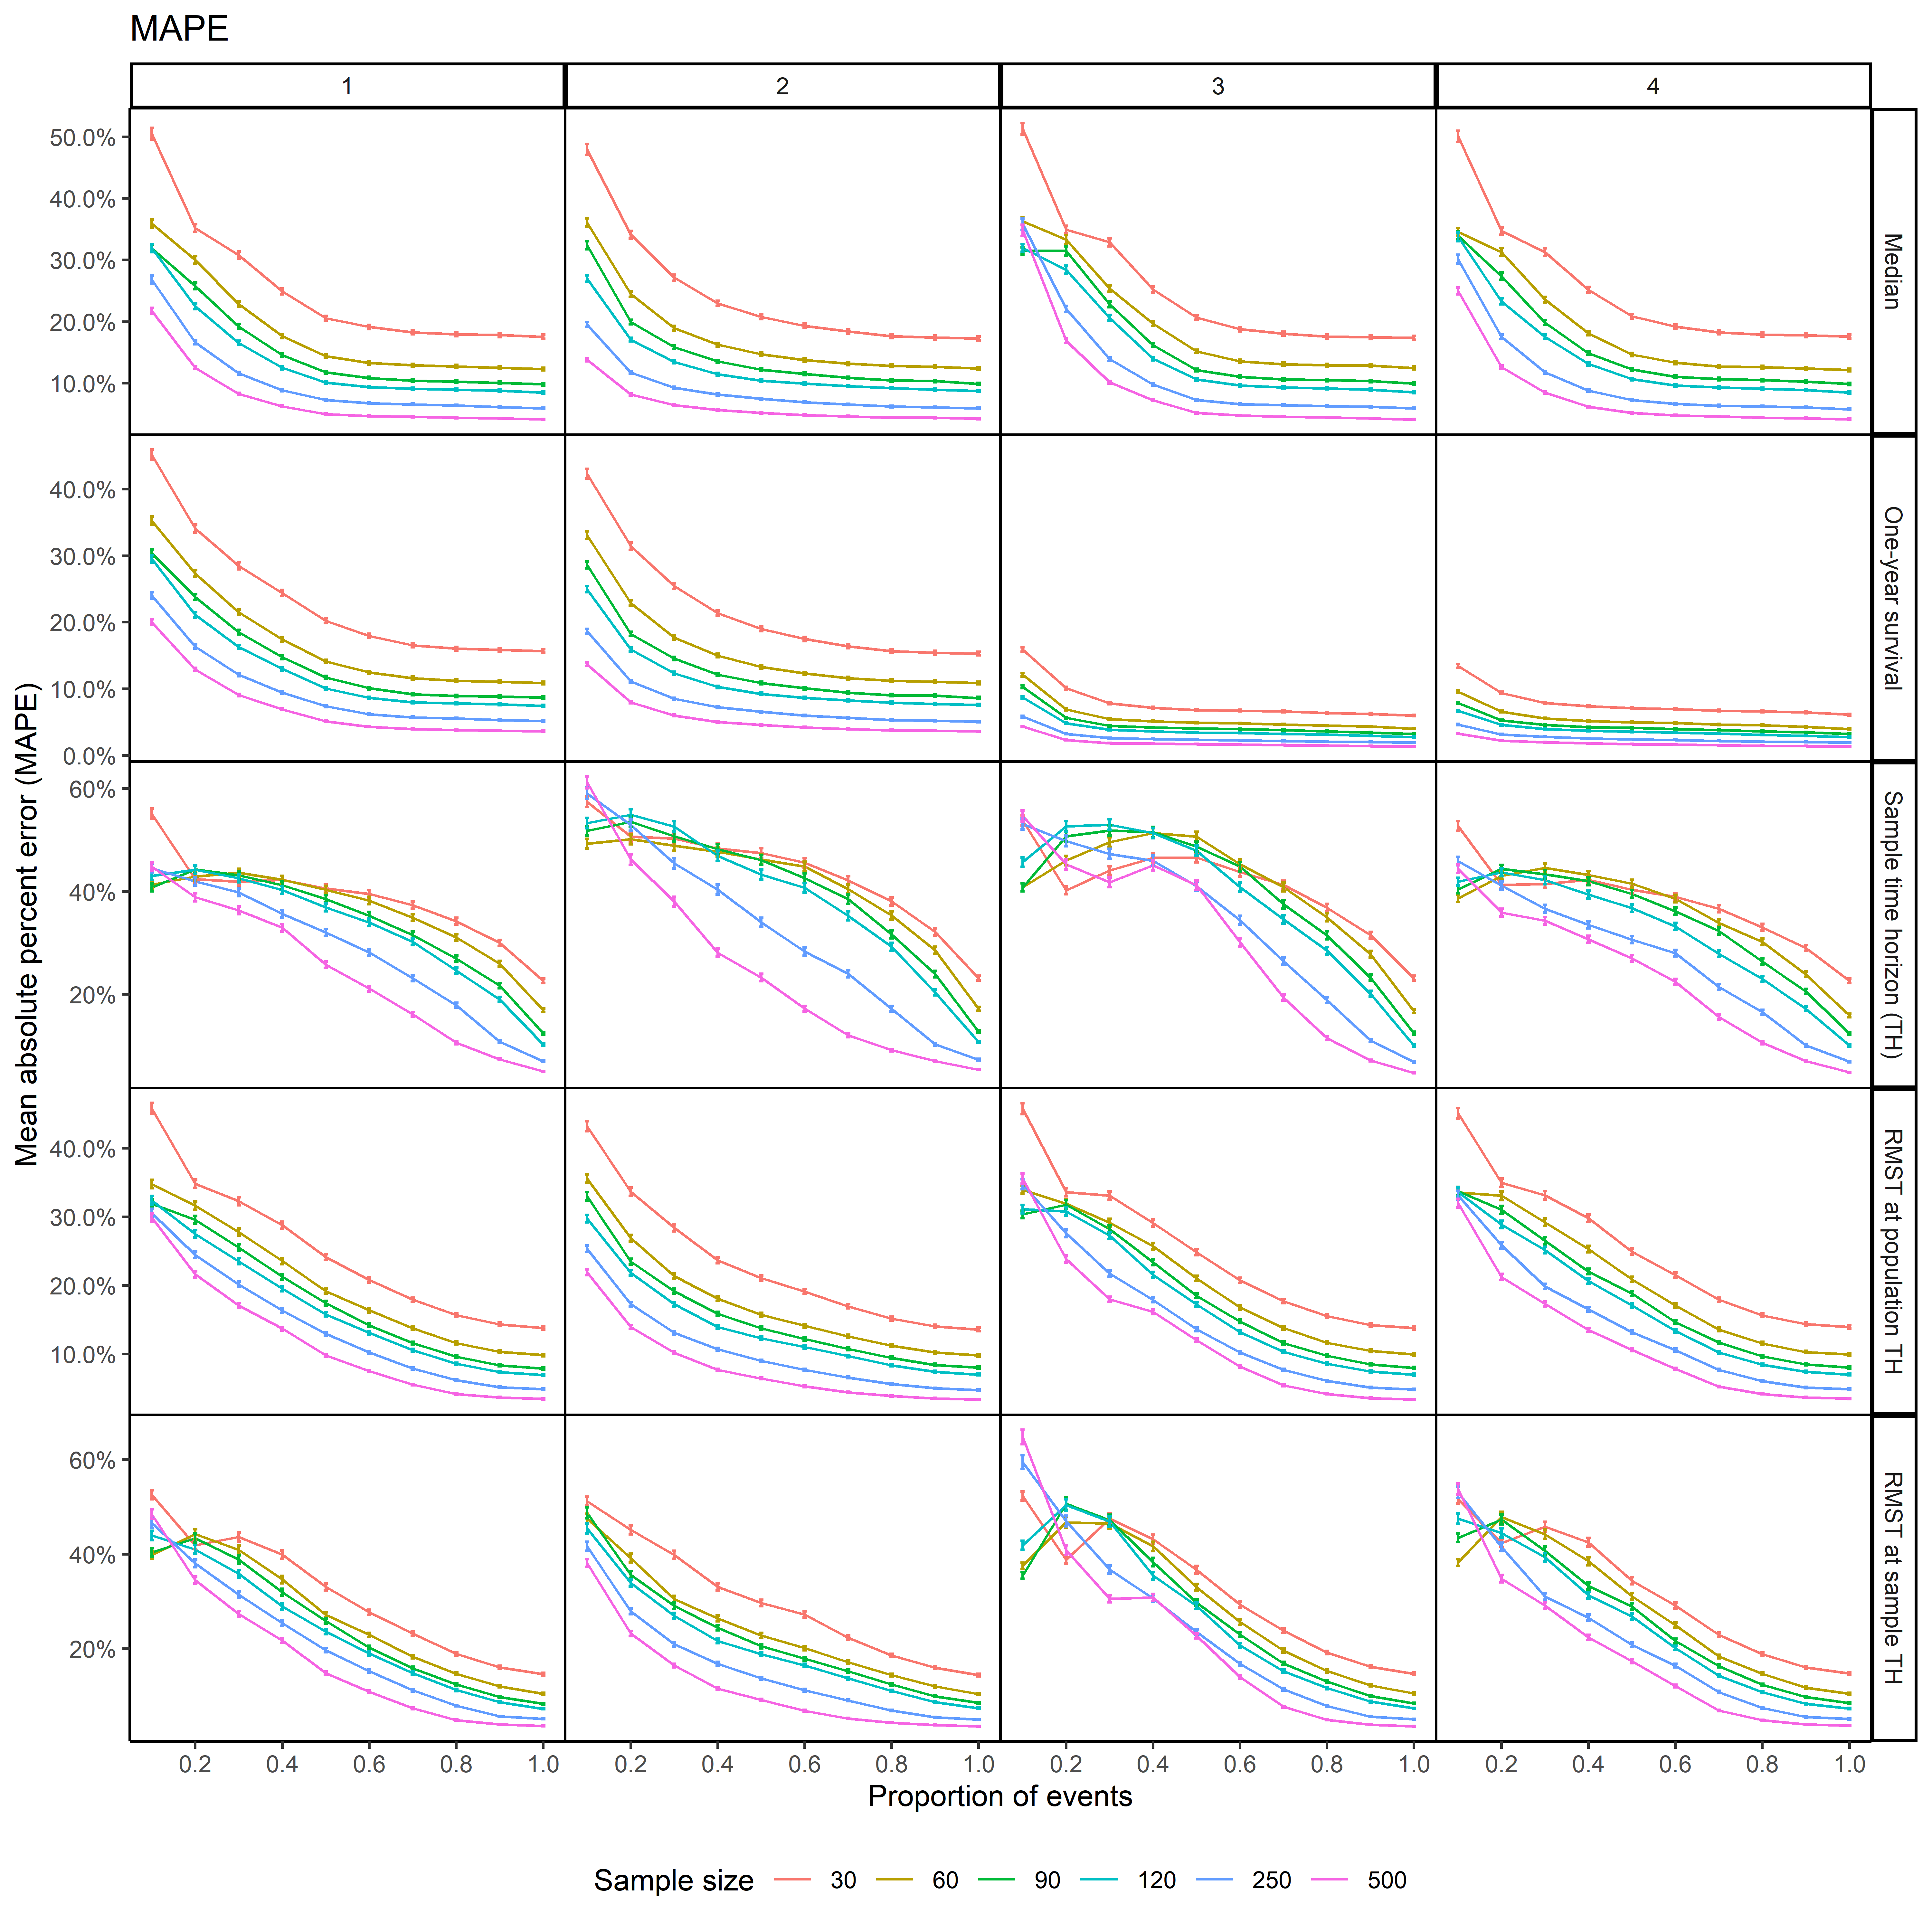 MAPE
1 2 3 4
50.0%
40.0%
30.0%
20.0%
10.0%
Median
40.0%
30.0%
20.0%
10.0%
0.0%
One-year survival
60%
40%
20%
Sample time horizon (TH)
40.0%
30.0%
20.0%
10.0%
RMST at population TH
60%
40%
20%
RMST at sample TH
Mean absolute percent error (MAPE)
0.2 0.4 0.6 0.8 1.0 0.2 0.4 0.6 0.8 1.0 0.2 0.4 0.6 0.8 1.0 0.2 0.4 0.6 0.8 1.0
Proportion of events
Sample size 30 60 90 120 250 500